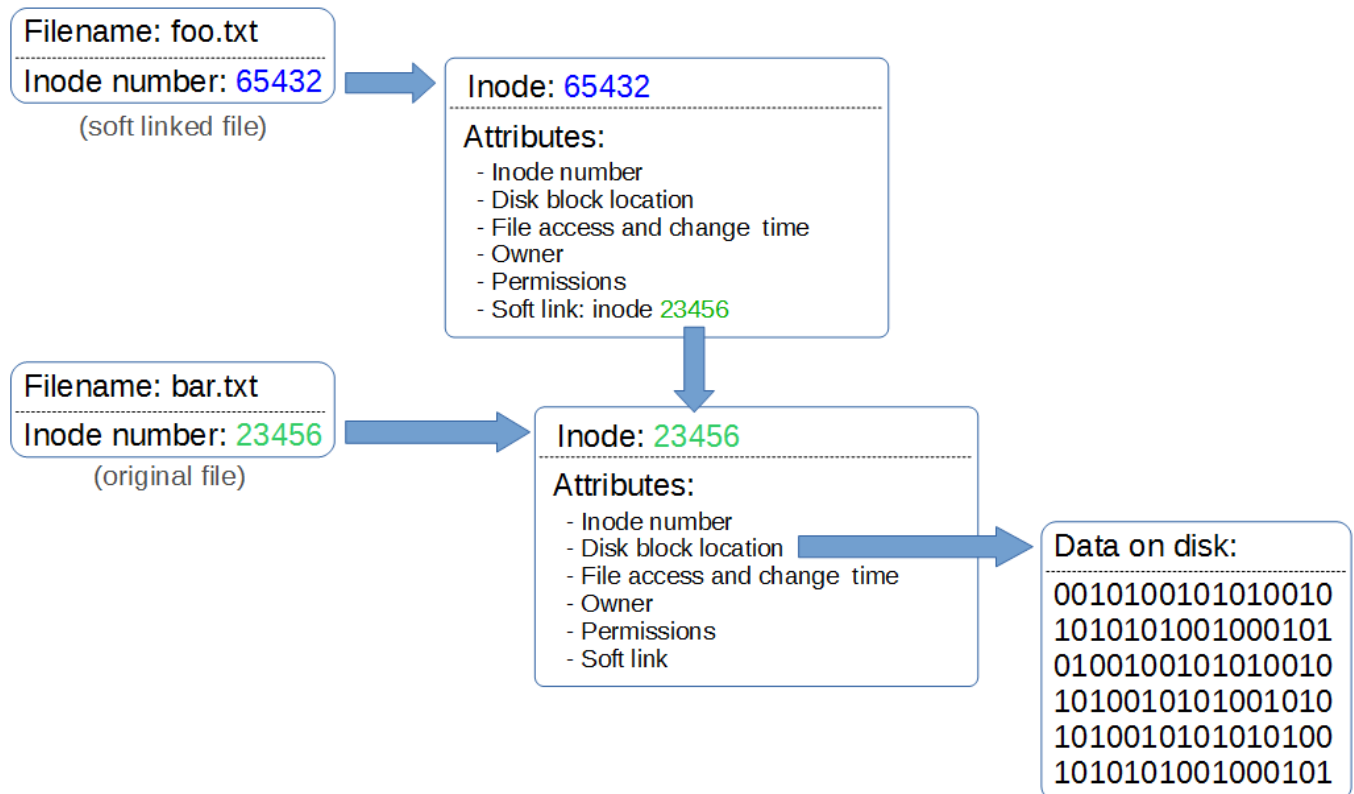 Filename: foo.txt
Inode number: 65432
(soft linked file)
Inode: 65432
Attributes:
- Inode number
- Disk block location
- File access and change  time
- Owner
- Permissions
- Soft link: inode 23456
Filename: bar.txt
Inode number: 23456
(original file)
Inode: 23456
Attributes:
- Inode number
- Disk block location
- File access and change  time
- Owner
- Permissions
- Soft link
Data on disk:
0010100101010010
1010101001000101
0100100101010010
1010010101001010
1010010101010100
1010101001000101